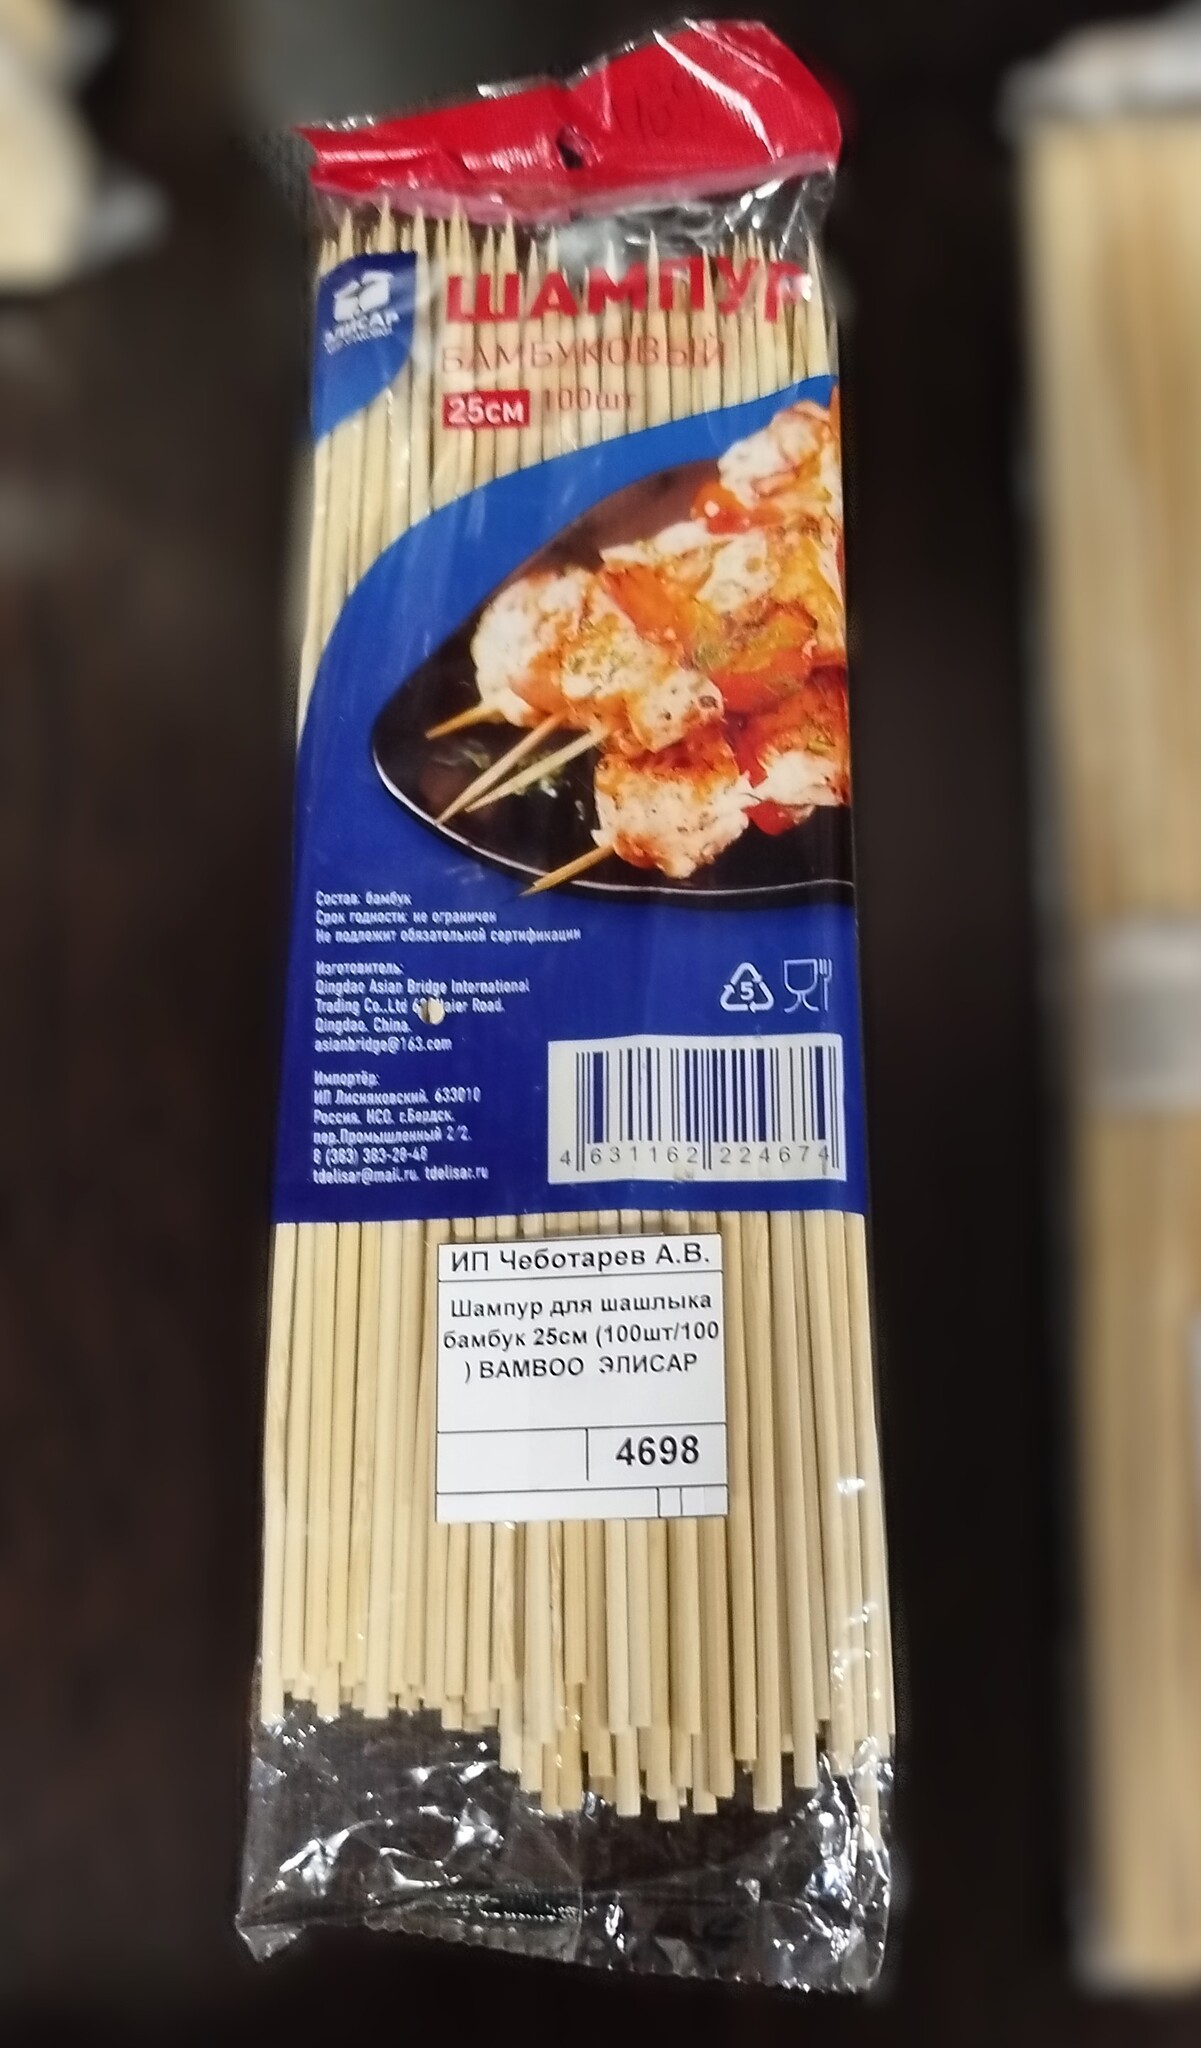 ЭЛИСАР
ШАМПУР
БАМБУКОВЫЙ
25см 100шт
Состав: бамбук
Срок годности: не ограничен
Не подлежит обязательной сертификации
Изготовитель:
Qingdao Asian Bridge International
Trading Co.,Ltd Haier Road.
Qingdao. China.
asianbridge@163.com
Импортёр:
ИП Лисняковский. 633010
Россия. НСО. г.Бердск.
пер.Промышленный 2/2.
8 (383) 383-28-48
tdelisar@mail.ru. tdelisar.ru
5
4 631162 224674
ИП Чеботарев А.В.
Шампур для шашлыка
бамбук 25см (100шт/100
) BAMBOO ЭЛИСАР
4698